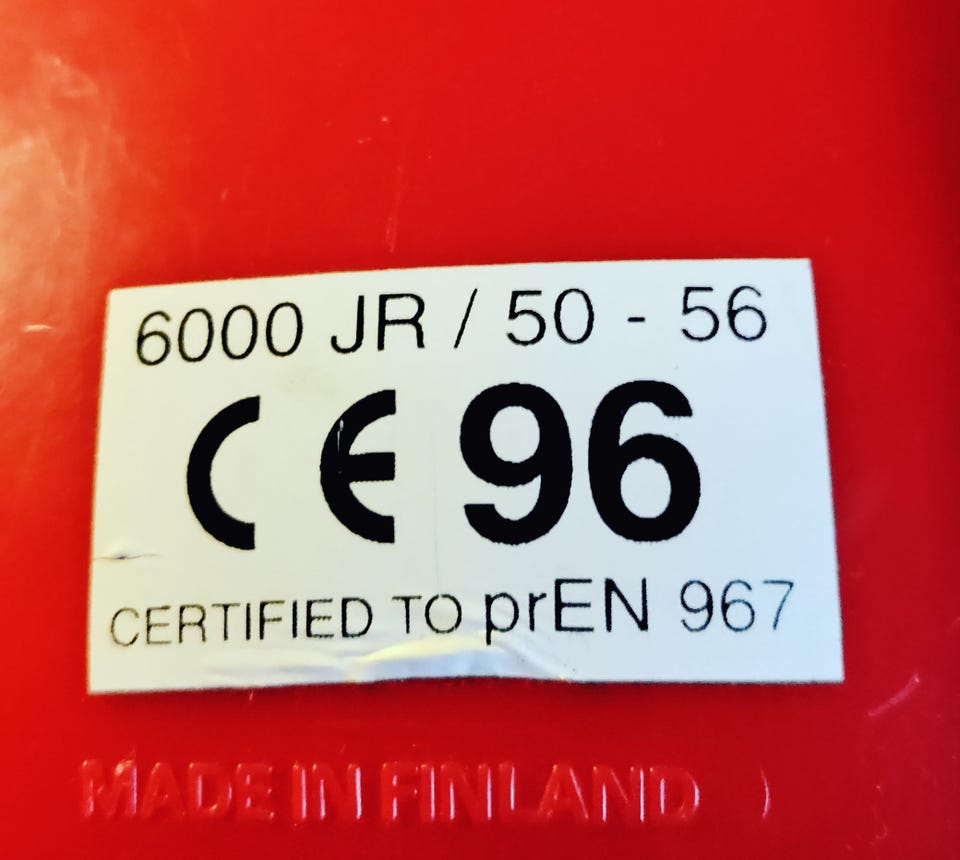 6000 JR / 50 - 56
CE 96
CERTIFIED TO prEN 967
MADE IN FINLAND )